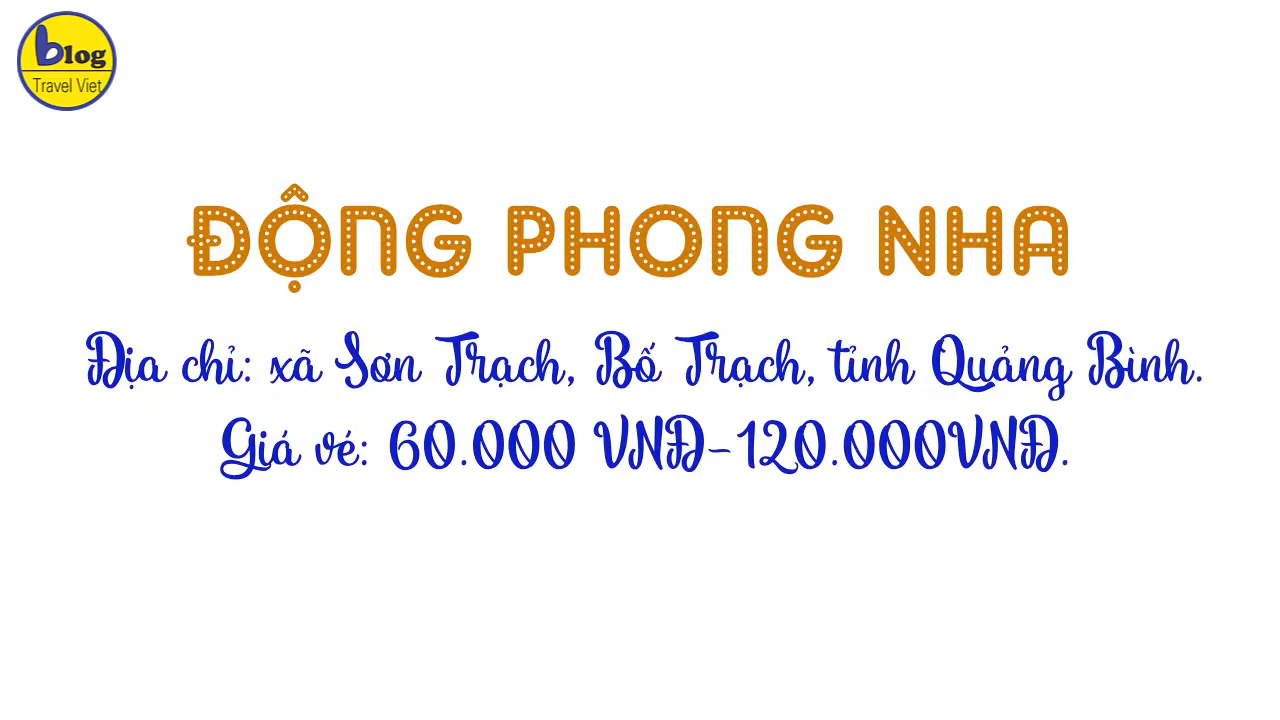 blog
Travel Viet
ĐỘNG PHONG NHA
Địa chỉ: xã Sơn Trạch, Bố Trạch, tỉnh Quảng Bình.
Giá vé: 60.000 VNĐ-120.000VNĐ.